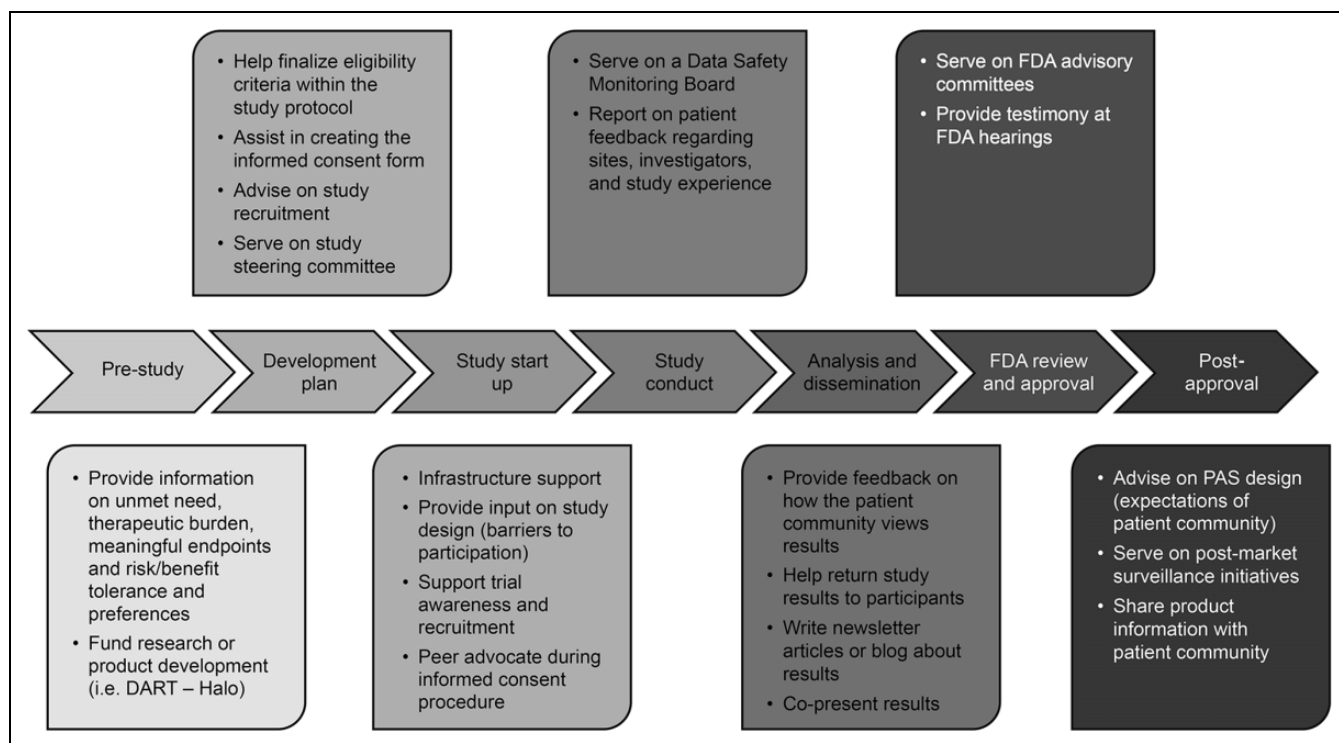 • Help finalize eligibility
criteria within the
study protocol
• Assist in creating the
informed consent form
• Advise on study
recruitment
• Serve on study
steering committee
• Serve on a Data Safety
Monitoring Board
• Report on patient
feedback regarding
sites, investigators,
and study experience
• Serve on FDA advisory
committees
• Provide testimony at
FDA hearings
Pre-study
Development
plan
Study start
up
Study
conduct
Analysis and
dissemination
FDA review
and approval
Post-
approval
• Provide information
on unmet need,
therapeutic burden,
meaningful endpoints
and risk/benefit
tolerance and
preferences
• Fund research or
product development
(i.e. DART – Halo)
• Infrastructure support
• Provide input on study
design (barriers to
participation)
• Support trial
awareness and
recruitment
• Peer advocate during
informed consent
procedure
• Provide feedback on
how the patient
community views
results
• Help return study
results to participants
• Write newsletter
articles or blog about
results
• Co-present results
• Advise on PAS design
(expectations of
patient community)
• Serve on post-market
surveillance initiatives
• Share product
information with
patient community